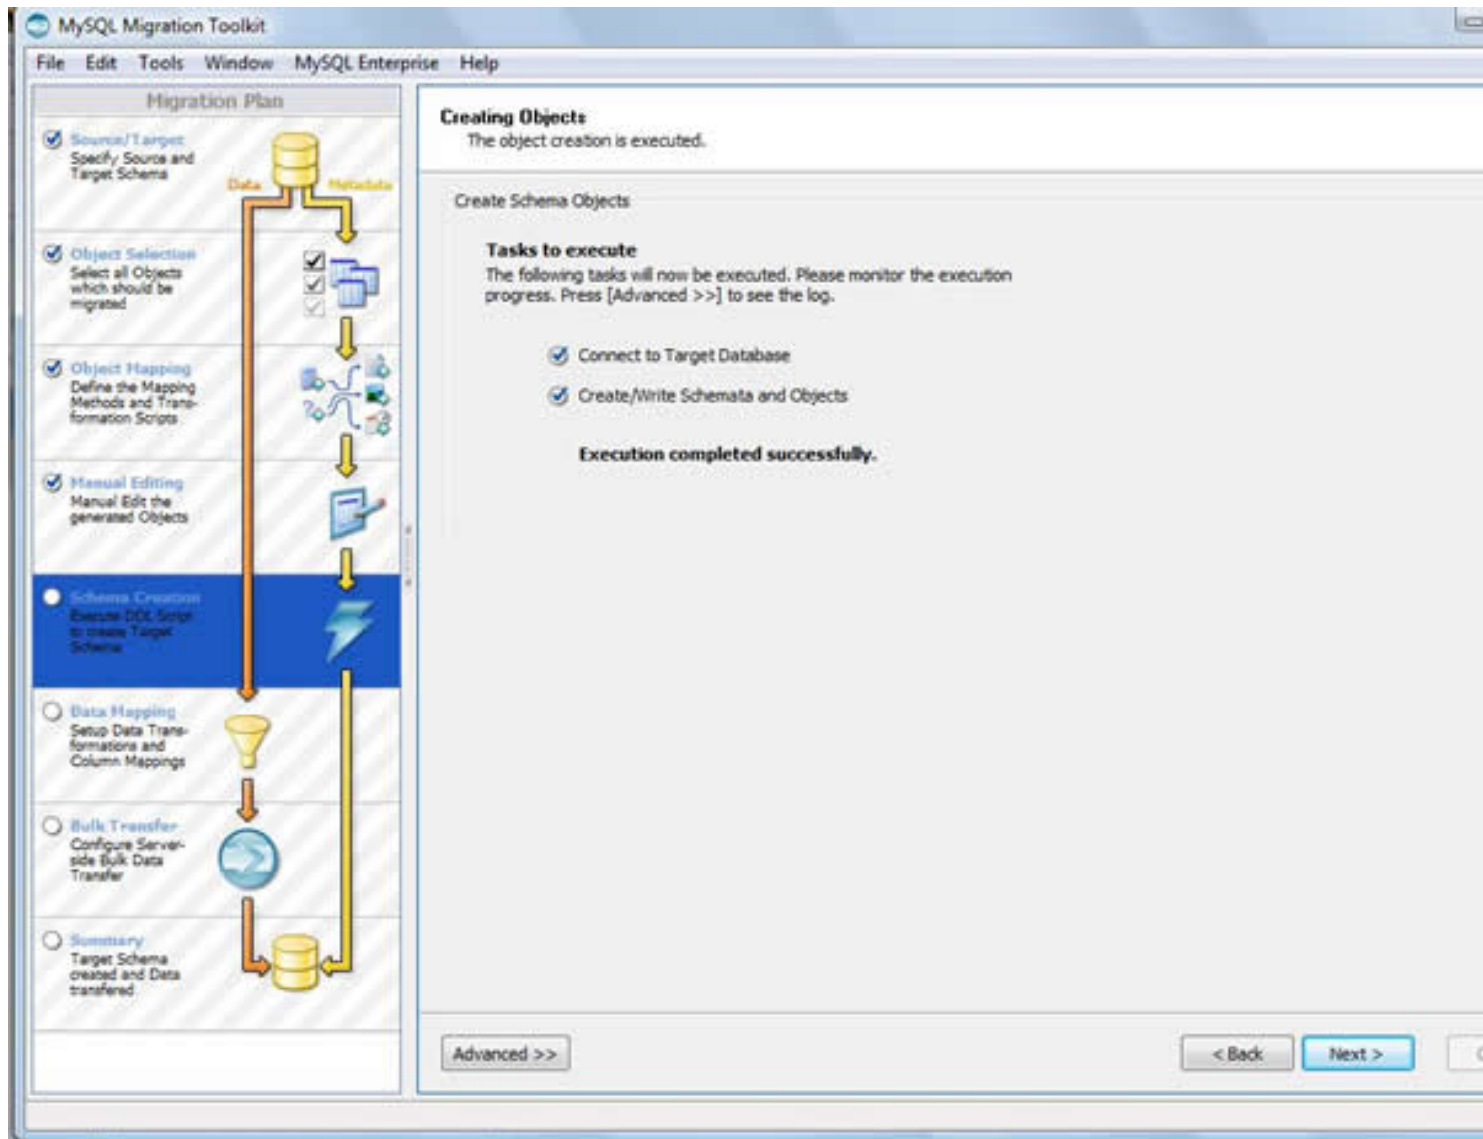 MySQL Migration Toolkit
File Edit Tools Window MySQL Enterprise Help
Migration Plan
Source/Target
Specify Source and
Target Schema
Data
Metadata
Object Selection
Select all Objects
which should be
migrated
Object Mapping
Define the Mapping
Methods and Trans-
formation Scripts
Manual Editing
Manual Edit the
generated Objects
Schema Creation
Execute DDL Script
to create Target
Schema
Data Mapping
Setup Data Trans-
formations and
Column Mappings
Bulk Transfer
Configure Server-
side Bulk Data
Transfer
Summary
Target Schema
created and Data
transfered
Creating Objects
The object creation is executed.
Create Schema Objects
Tasks to execute
The following tasks will now be executed. Please monitor the execution
progress. Press [Advanced >>] to see the log.
Connect to Target Database
Create/Write Schemata and Objects
Execution completed successfully.
Advanced >>
< Back
Next >